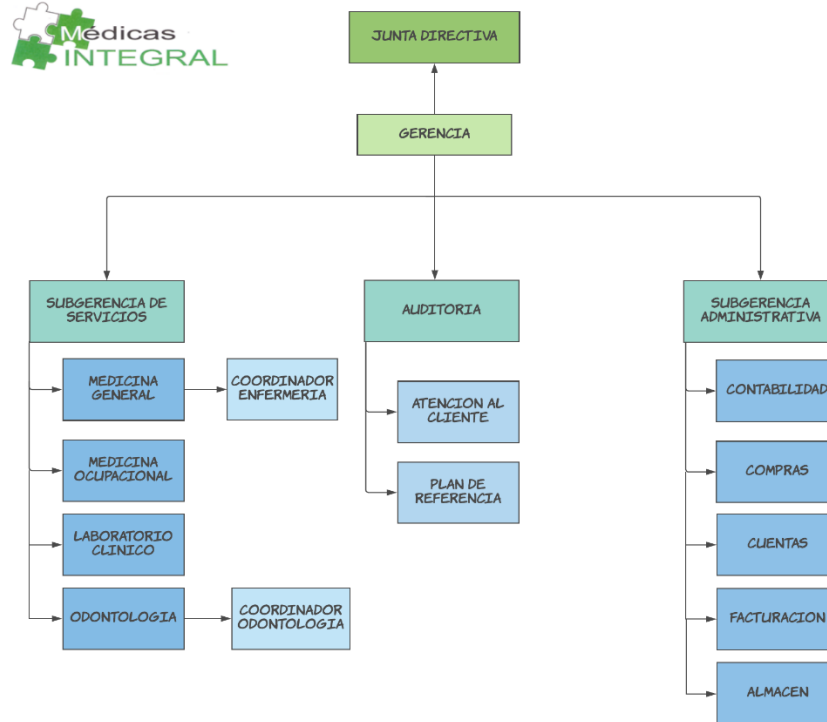 Médicas
INTEGRAL
JUNTA DIRECTIVA
GERENCIA
SUBGERENCIA DE
SERVICIOS
AUDITORIA
SUBGERENCIA
ADMINISTRATIVA
MEDICINA
GENERAL
COORDINADOR
ENFERMERIA
MEDICINA
OCUPACIONAL
LABORATORIO
CLINICO
ODONTOLOGIA
COORDINADOR
ODONTOLOGIA
ATENCION AL
CLIENTE
PLAN DE
REFERENCIA
CONTABILIDAD
COMPRAS
CUENTAS
FACTURACION
ALMACEN